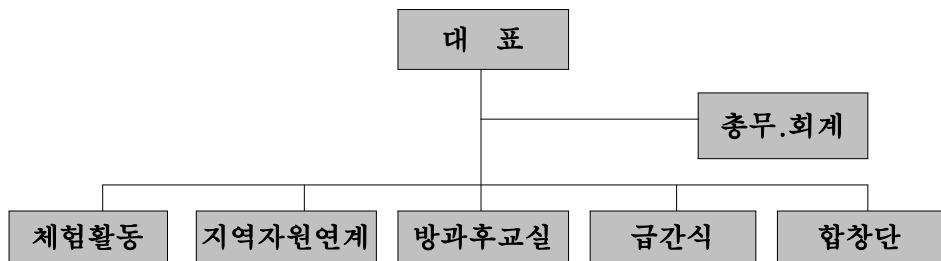 대 표
총무.회계
체험활동
지역자원연계
방과후교실
급간식
합창단